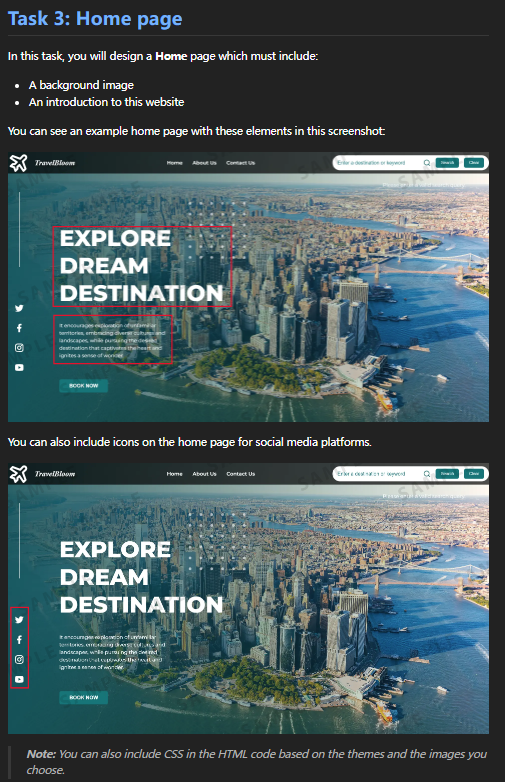 Task 3: Home page
In this task, you will design a Home page which must include:
A background image
An introduction to this website
You can see an example home page with these elements in this screenshot:
TravelBloom Home About Us Contact Us Enter a destination or keyword Search Clear
EXPLORE
DREAM
DESTINATION
It encourages exploration of unfamiliar
territories, embracing diverse cultures and
landscapes, while pursuing the desired
destination that captivates the heart and
ignites a sense of wonder.
BOOK NOW
You can also include icons on the home page for social media platforms.
TravelBloom Home About Us Contact Us Enter a destination or keyword Search Clear
EXPLORE
DREAM
DESTINATION
It encourages exploration of unfamiliar
territories, embracing diverse cultures and
landscapes, while pursuing the desired
destination that captivates the heart and
ignites a sense of wonder.
BOOK NOW
Note: You can also include CSS in the HTML code based on the themes and the images you
choose.